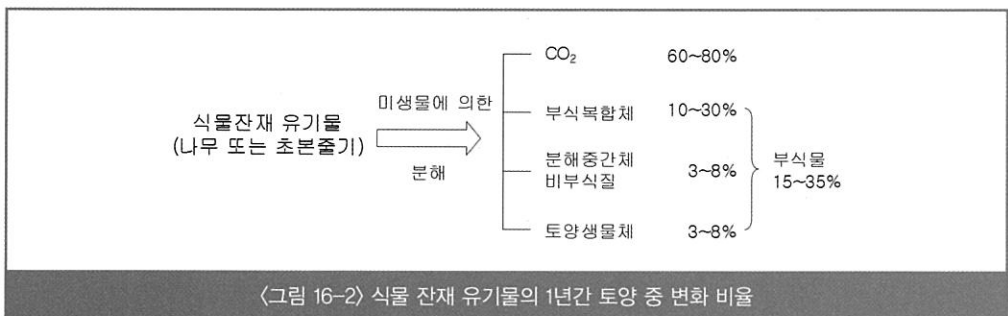 CO₂ 60~80%
미생물에 의한
부식복합체 10~30%
식물잔재 유기물
(나무 또는 초본줄기)
분해
분해중간체
비부식질 3~8%
부식물
15~35%
토양생물체 3~8%
<그림 16-2> 식물 잔재 유기물의 1년간 토양 중 변화 비율